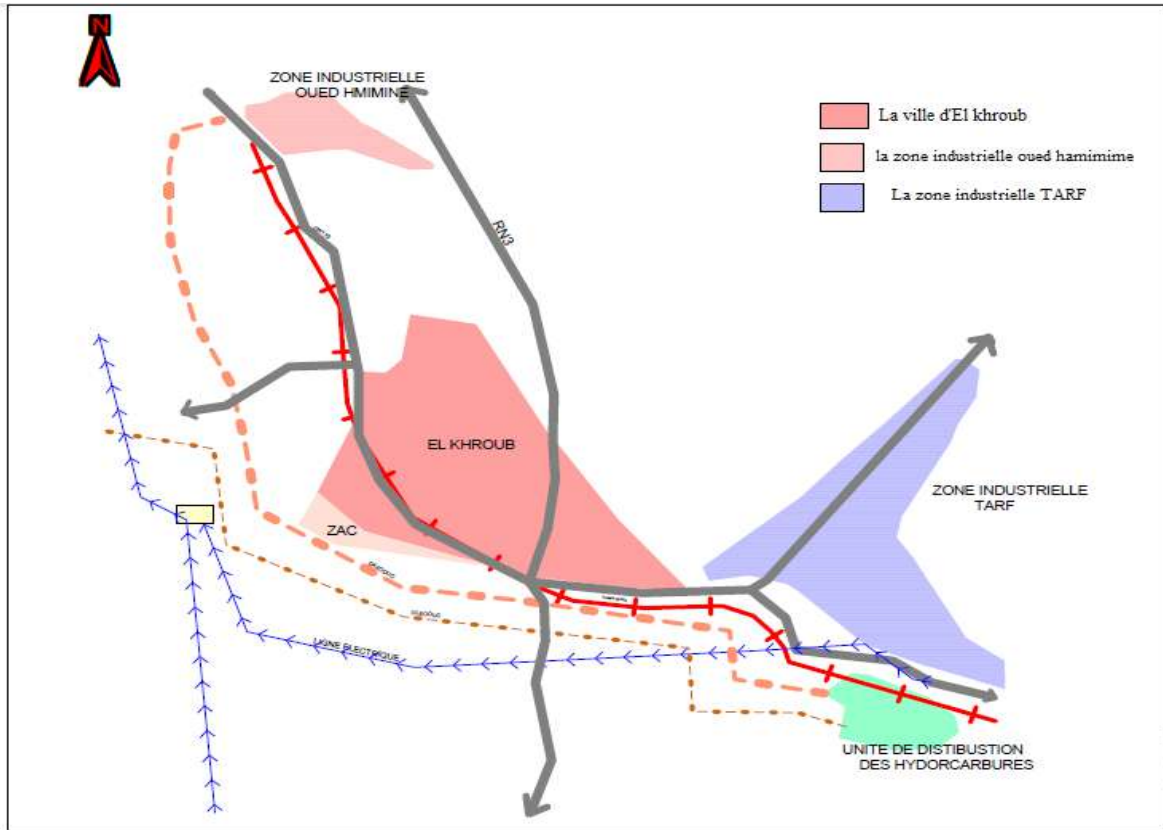 N
ZONE INDUSTRIELLE
OUED HMIMINE
La ville d'El khroub
la zone industrielle oued hamimime
La zone industrielle TARF
RN3
EL KHROUB
ZONE INDUSTRIELLE
TARF
ZAC
LIGNE ELECTRIQUE
UNITE DE DISTIBUSTION
DES HYDORCARBURES